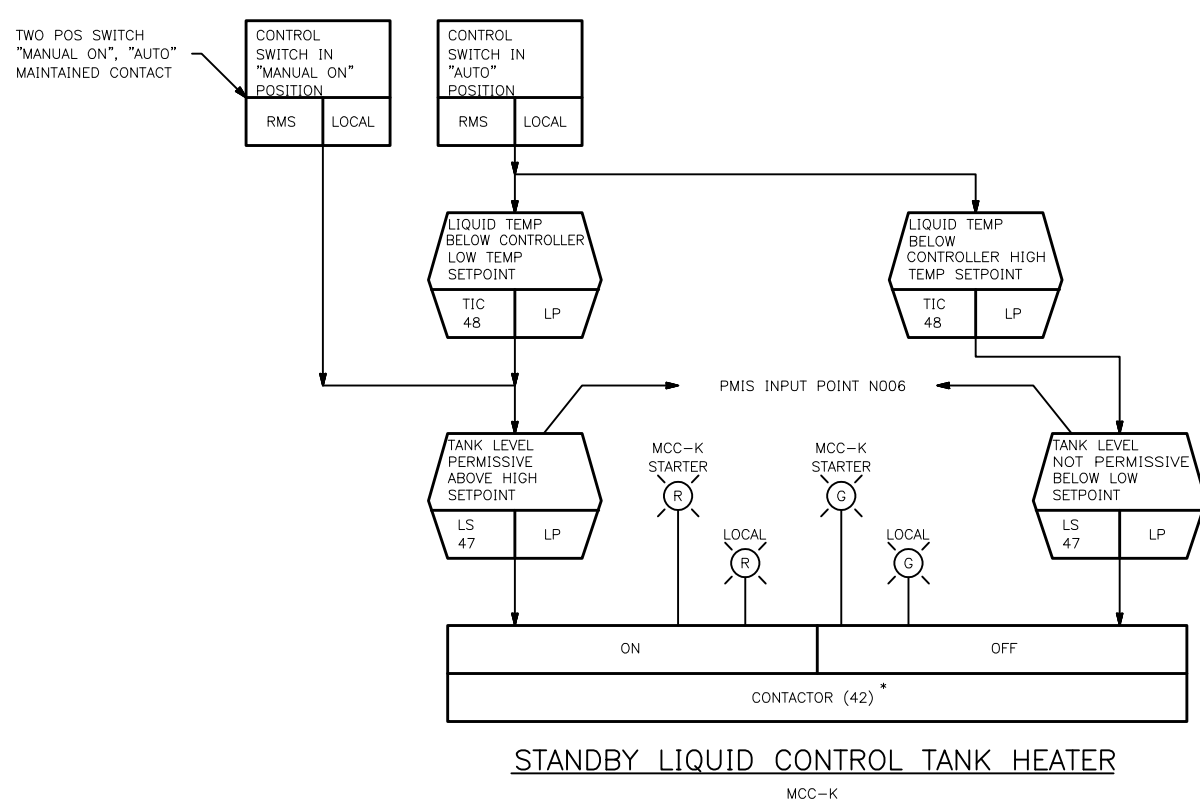 TWO POS SWITCH
"MANUAL ON", "AUTO"
MAINTAINED CONTACT
CONTROL
SWITCH IN
"MANUAL ON"
POSITION
RMS
LOCAL
CONTROL
SWITCH IN
"AUTO"
POSITION
RMS
LOCAL
LIQUID TEMP
BELOW CONTROLLER
LOW TEMP
SETPOINT
TIC
48
LP
LIQUID TEMP
BELOW
CONTROLLER HIGH
TEMP SETPOINT
TIC
48
LP
PMIS INPUT POINT N006
TANK LEVEL
PERMISSIVE
ABOVE HIGH
SETPOINT
LS
47
LP
MCC-K
STARTER
R
LOCAL
R
MCC-K
STARTER
G
LOCAL
G
TANK LEVEL
NOT PERMISSIVE
BELOW LOW
SETPOINT
LS
47
LP
ON
OFF
CONTACTOR (42) *
STANDBY LIQUID CONTROL TANK HEATER
MCC-K